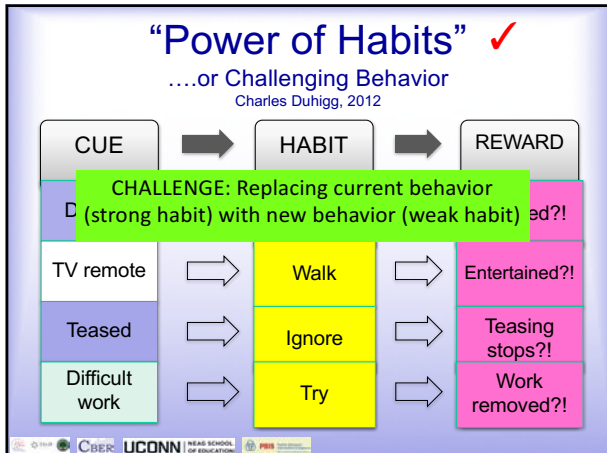 “Power of Habits” ✓
….or Challenging Behavior
Charles Duhigg, 2012
CUE HABIT REWARD
CHALLENGE: Replacing current behavior
(strong habit) with new behavior (weak habit)
TV remote Walk Entertained?!
Teased Ignore Teasing
stops?!
Difficult
work Try Work
removed?!
CBER UCONN NEAG SCHOOL
OF EDUCATION PBIS